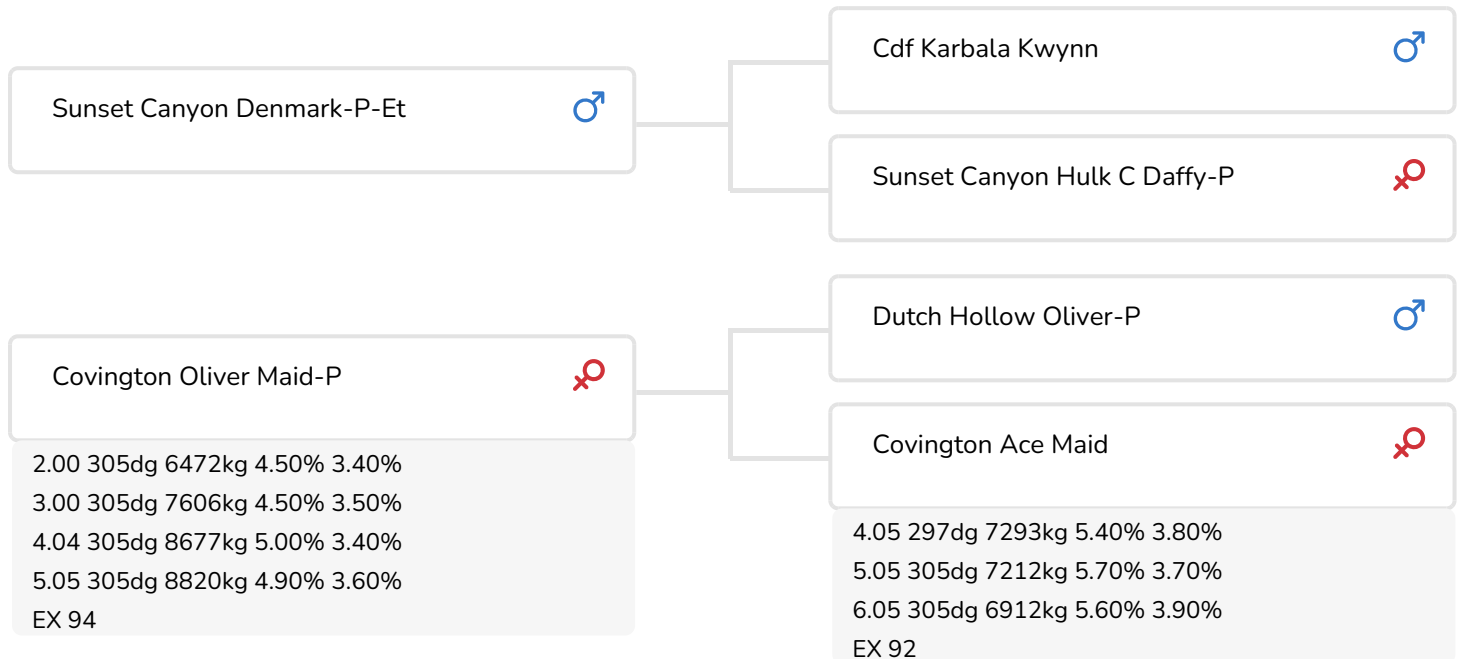 Cdf Karbala Kwynn
Sunset Canyon Denmark-P-Et
Sunset Canyon Hulk C Daffy-P
Dutch Hollow Oliver-P
Covington Oliver Maid-P
2.00 305dg 6472kg 4.50% 3.40%
3.00 305dg 7606kg 4.50% 3.50%
4.04 305dg 8677kg 5.00% 3.40%
5.05 305dg 8820kg 4.90% 3.60%
EX 94
Covington Ace Maid
4.05 297dg 7293kg 5.40% 3.80%
5.05 305dg 7212kg 5.70% 3.70%
6.05 305dg 6912kg 5.60% 3.90%
EX 92